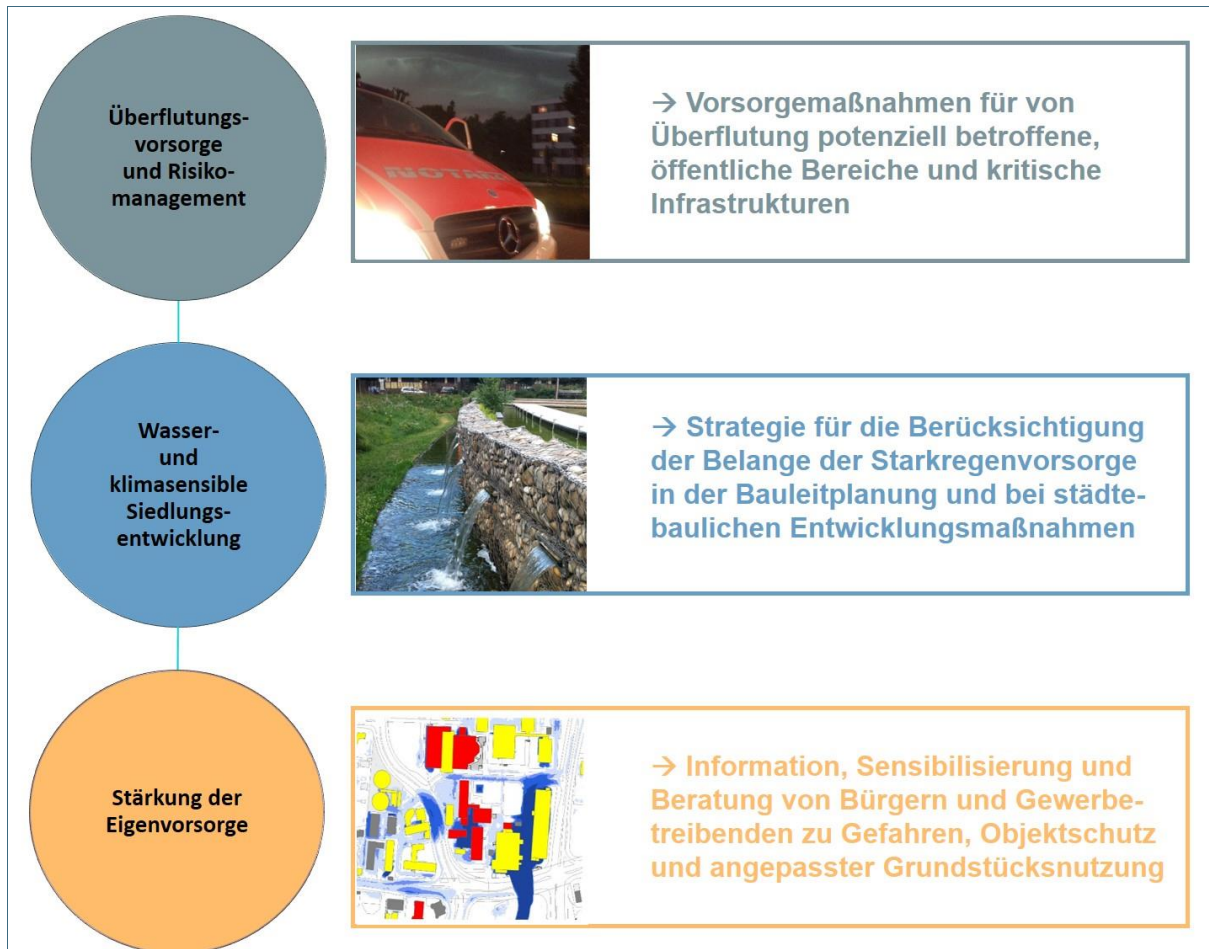 Überflutungs-
vorsorge
und Risiko-
management
→ Vorsorgemaßnahmen für von
Überflutung potenziell betroffene,
öffentliche Bereiche und kritische
Infrastrukturen
NOTARZT
Wasser-
und
klimasensible
Siedlungs-
entwicklung
→ Strategie für die Berücksichtigung
der Belange der Starkregenvorsorge
in der Bauleitplanung und bei städte-
baulichen Entwicklungsmaßnahmen
Stärkung der
Eigenvorsorge
→ Information, Sensibilisierung und
Beratung von Bürgern und Gewerbe-
treibenden zu Gefahren, Objektschutz
und angepasster Grundstücksnutzung